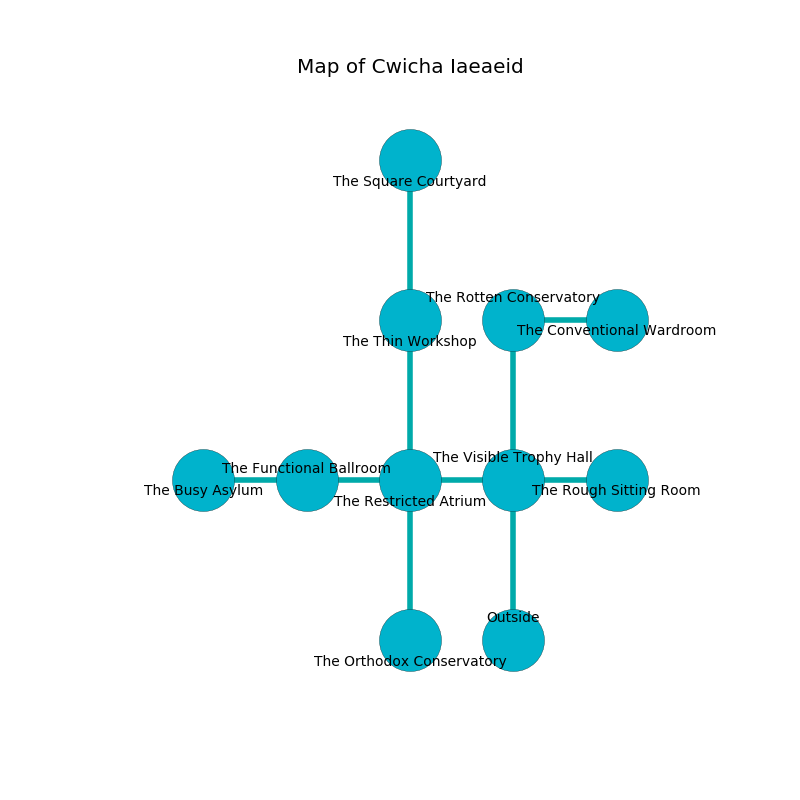 Map of Cwicha Iaeaeid
The Square Courtyard
The Rotten Conservatory
The Conventional Wardroom
The Thin Workshop
The Visible Trophy Hall
The Functional Ballroom
The Busy Asylum
The Rough Sitting Room
The Restricted Atrium
Outside
The Orthodox Conservatory